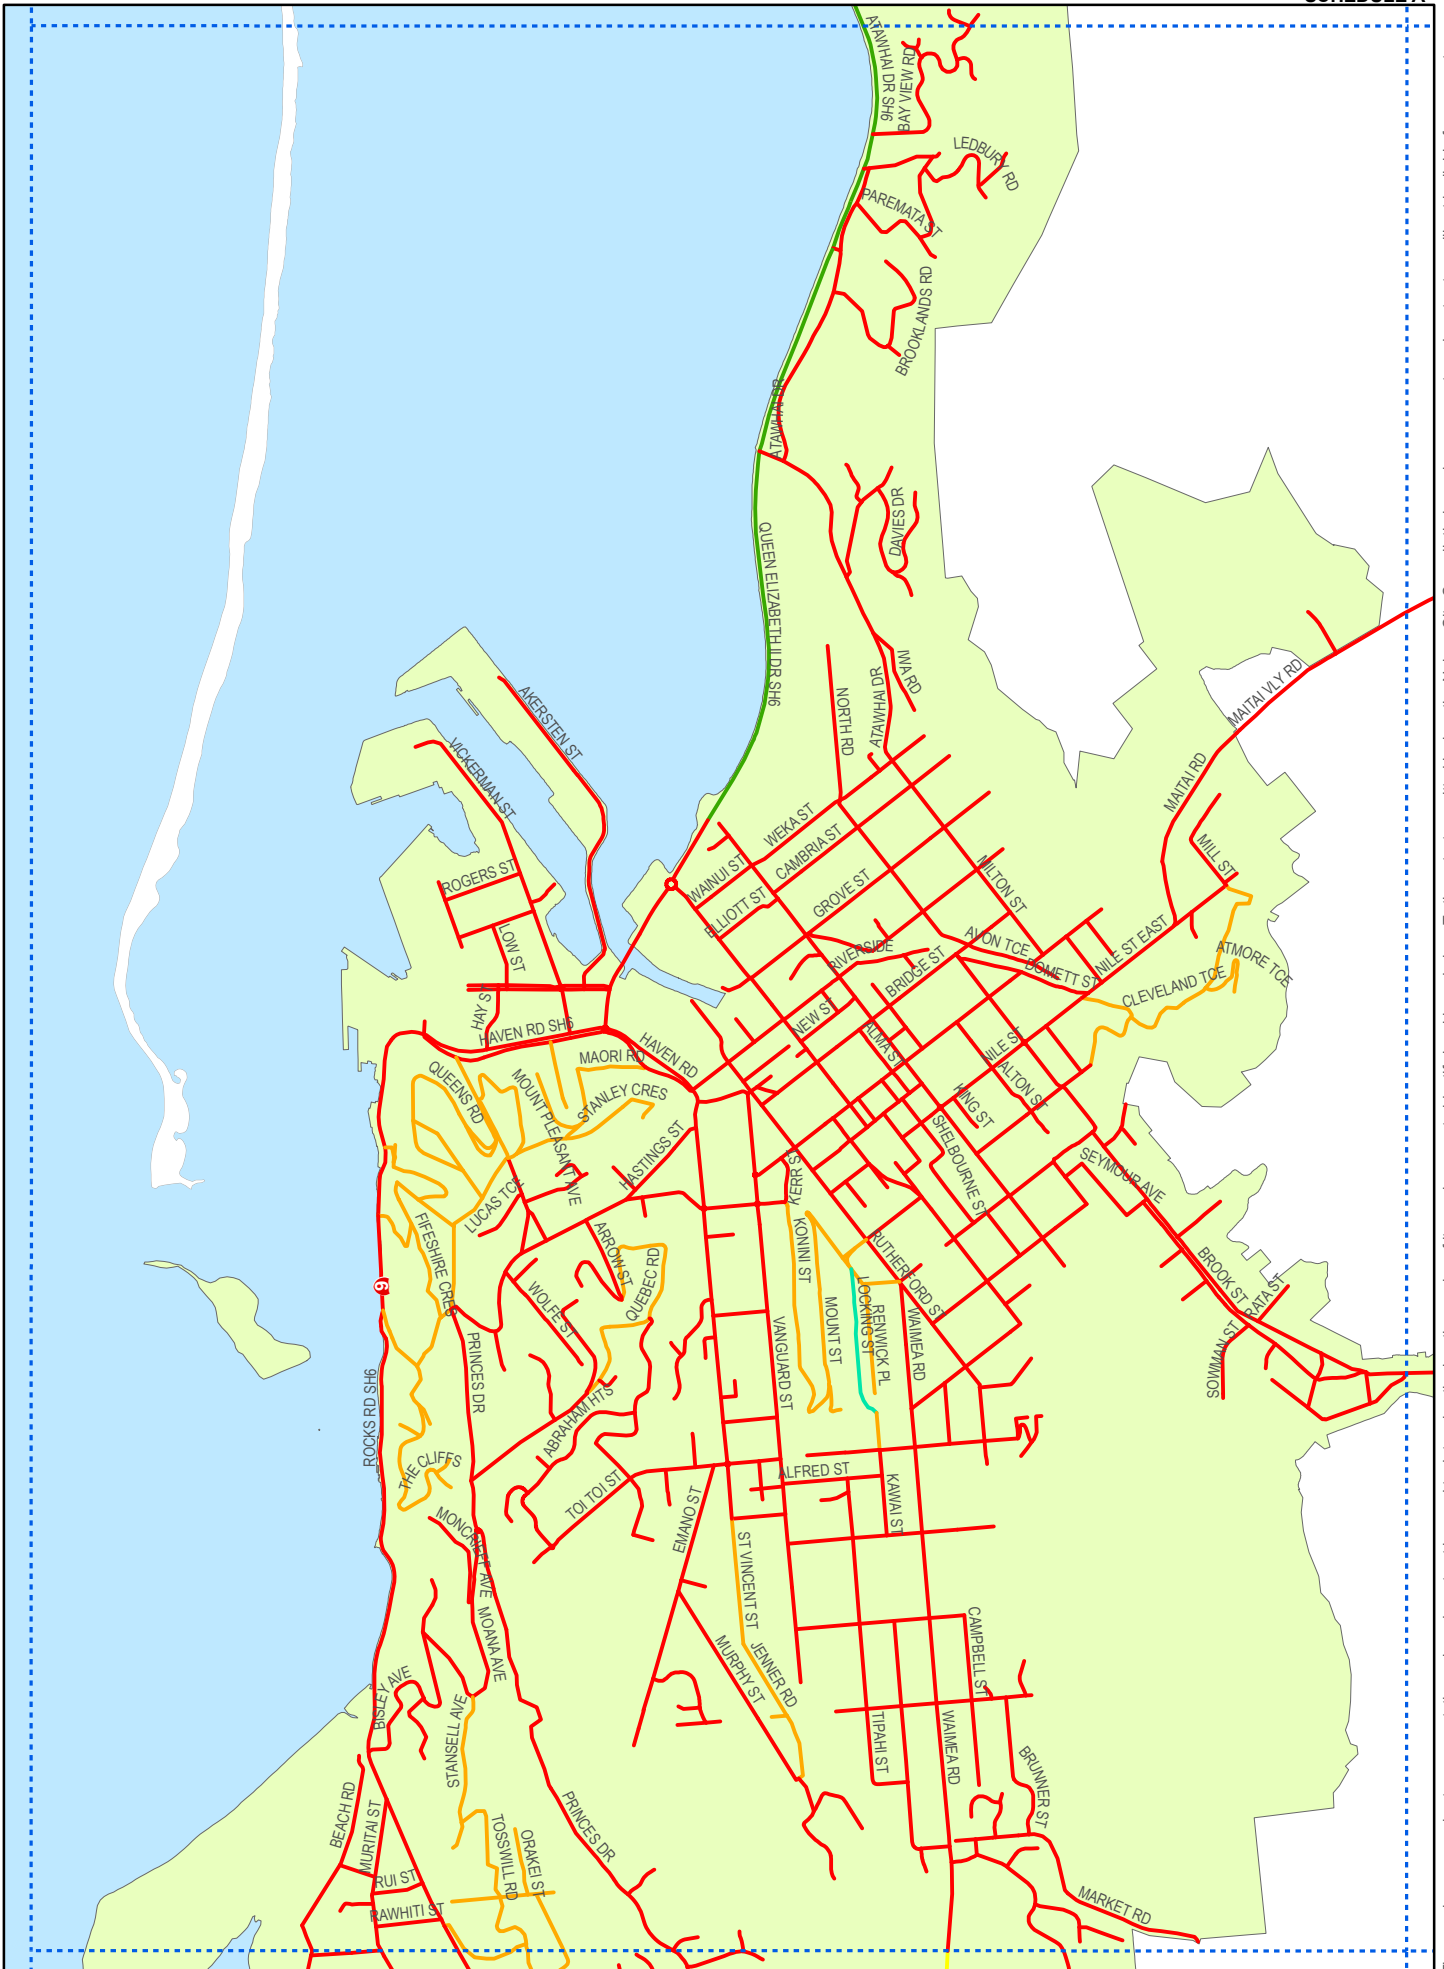 ATAWHAI DR SH6
BAY VIEW RD
LEDBURY RD
PAREMATA ST
BROOKLANDS RD
ATAWHAI DR
DAVIES DR
QUEEN ELIZABETH II DR SH6
IWA RD
NORTH RD
ATAWHAI DR
MAITAI VLY RD
MAITAI RD
MILL ST
AKERSTEN ST
VICKERMAN ST
ROGERS ST
LOW ST
HAY ST
WEKA ST
CAMBRIA ST
WAINUI ST
ELLIOTT ST
GROVE ST
MILTON ST
RIVERSIDE
AVON TCE
BRIDGE ST
DOMETT ST
NILE ST EAST
ATMORE TCE
CLEVELAND TCE
NEW ST
ALMA ST
NILE ST
ALTON ST
KING ST
HAVEN RD SH6
HAVEN RD
MAORI RD
QUEENS RD
MOUNT PLEASANT AVE
STANLEY CRES
HASTINGS ST
LUCAS TCE
SHELBOURNE ST
SEYMOUR AVE
KERR ST
KONINI ST
FIFESHIRE CRES
ARROW ST
QUEBEC RD
WOLFE ST
RUTHERFORD ST
BROOK ST
RATA ST
SOWMAN ST
6
LOCKING ST
RENWICK PL
MOUNT ST
WAIMEA RD
VANGUARD ST
PRINCES DR
ROCKS RD SH6
ABRAHAM HTS
THE CLIFFS
TOI TOI ST
ALFRED ST
EMANO ST
KAWAI ST
MONCRIEFF AVE
ST VINCENT ST
MOANA AVE
JENNER RD
MURPHY ST
CAMPBELL ST
BISLEY AVE
STANSELL AVE
TIPAHI ST
WAIMEA RD
BRUNNER ST
BEACH RD
MURITAI ST
PRINCES DR
ORAKEI ST
TOSSWILL RD
RUI ST
RAWHITI ST
MARKET RD